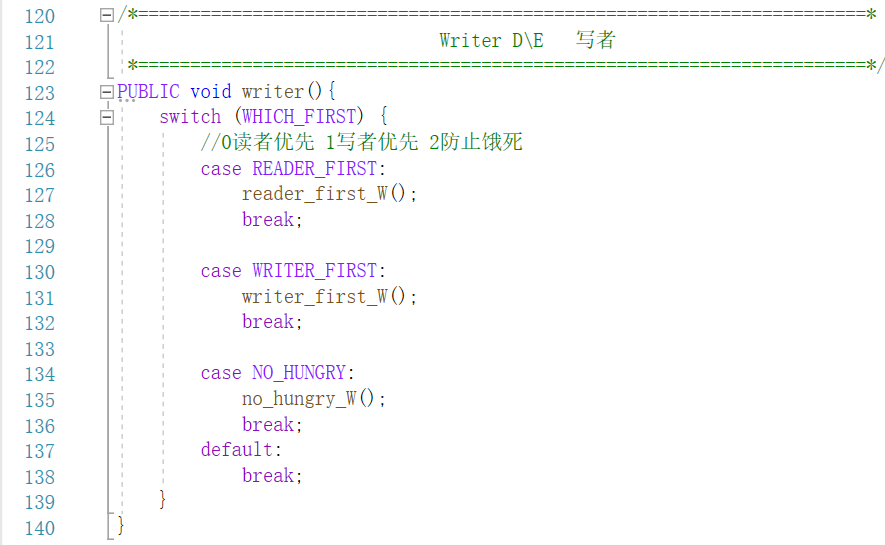 120 /*======================================================================*
121 Writer D\E 写者
122 *======================================================================*/
123 PUBLIC void writer(){
124 switch (WHICH_FIRST) {
125 //0读者优先 1写者优先 2防止饿死
126 case READER_FIRST:
127 reader_first_W();
128 break;
129
130 case WRITER_FIRST:
131 writer_first_W();
132 break;
133
134 case NO_HUNGRY:
135 no_hungry_W();
136 break;
137 default:
138 break;
139 }
140 }